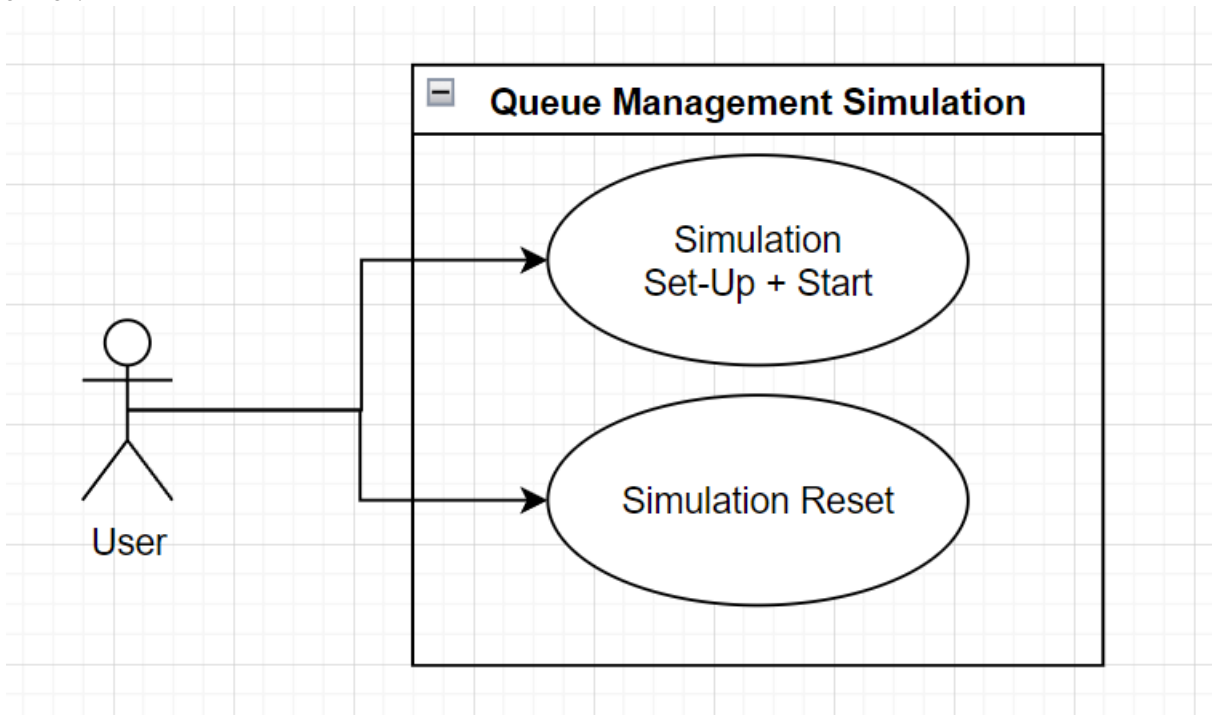 Queue Management Simulation
Simulation
Set-Up + Start
Simulation Reset
User